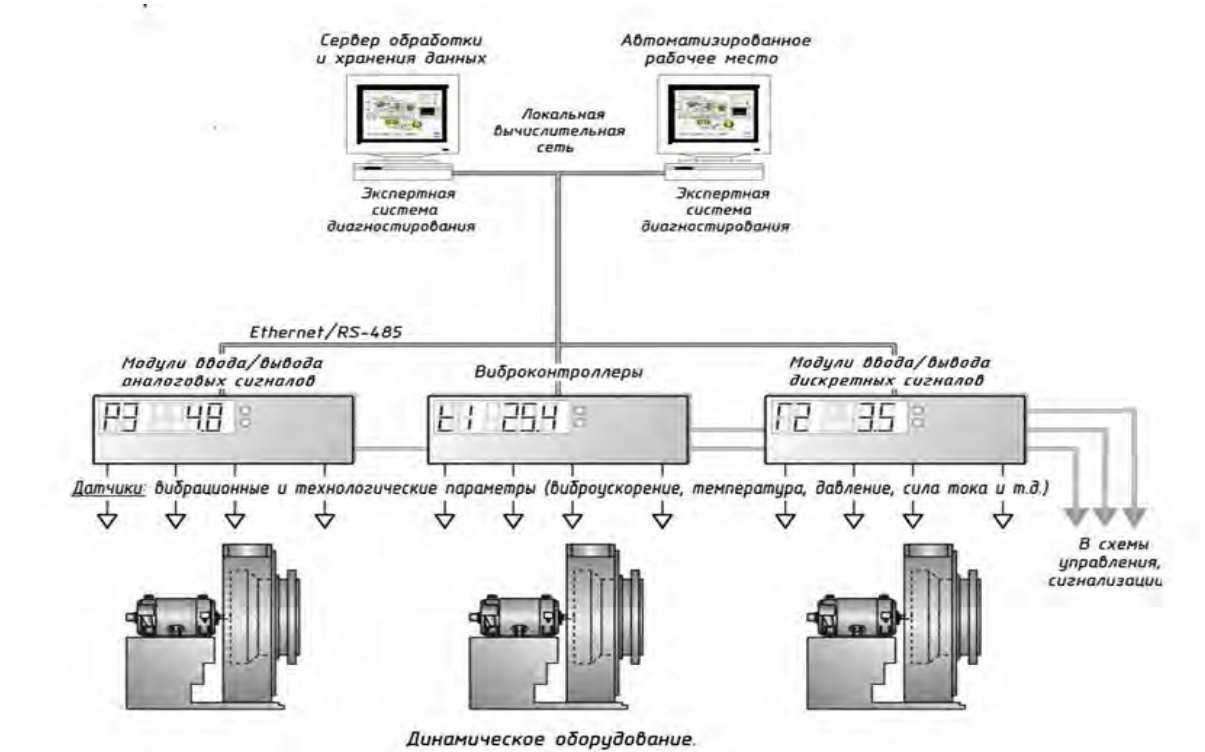 Сервер обработки
и хранения данных
Автоматизированное
рабочее место
Локальная
вычислительная
сеть
Экспертная
система
диагностирования
Экспертная
система
диагностирования
Ethernet/RS-485
Модули ввода/вывода
аналоговых сигналов
Виброконтроллеры
Модули ввода/вывода
дискретных сигналов
P3 4.8
t1 25.4
Г2 3.5
Датчики: вибрационные и технологические параметры (виброускорение, температура, давление, сила тока и т.д.)
В схемы
управления,
сигнализации
Динамическое оборудование.